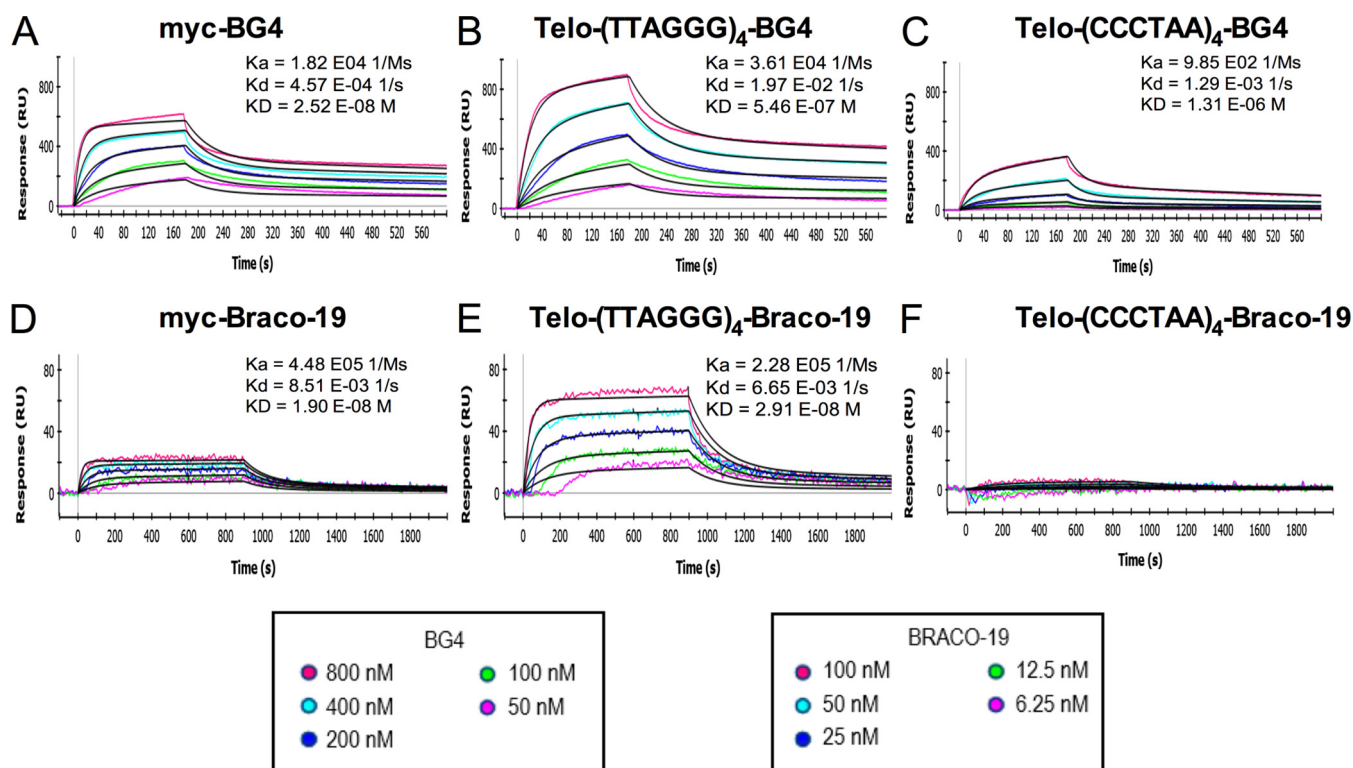 A myc-BG4
Ka = 1.82 E04 1/Ms
Kd = 4.57 E-04 1/s
KD = 2.52 E-08 M
Response (RU)
800
400
0
0 40 80 120 160 200 240 280 320 360 400 440 480 520 560
Time (s)
B Telo-(TTAGGG)4-BG4
Ka = 3.61 E04 1/Ms
Kd = 1.97 E-02 1/s
KD = 5.46 E-07 M
Response (RU)
800
400
0
0 40 80 120 160 200 240 280 320 360 400 440 480 520 560
Time (s)
C Telo-(CCCTAA)4-BG4
Ka = 9.85 E02 1/Ms
Kd = 1.29 E-03 1/s
KD = 1.31 E-06 M
Response (RU)
800
400
0
0 40 80 120 160 200 240 280 320 360 400 440 480 520 560
Time (s)
D myc-Braco-19
Ka = 4.48 E05 1/Ms
Kd = 8.51 E-03 1/s
KD = 1.90 E-08 M
Response (RU)
80
40
0
0 200 400 600 800 1000 1200 1400 1600 1800
Time (s)
E Telo-(TTAGGG)4-Braco-19
Ka = 2.28 E05 1/Ms
Kd = 6.65 E-03 1/s
KD = 2.91 E-08 M
Response (RU)
80
40
0
0 200 400 600 800 1000 1200 1400 1600 1800
Time (s)
F Telo-(CCCTAA)4-Braco-19
Response (RU)
80
40
0
0 200 400 600 800 1000 1200 1400 1600 1800
Time (s)
BG4
800 nM 100 nM
400 nM 50 nM
200 nM
BRACO-19
100 nM 12.5 nM
50 nM 6.25 nM
25 nM